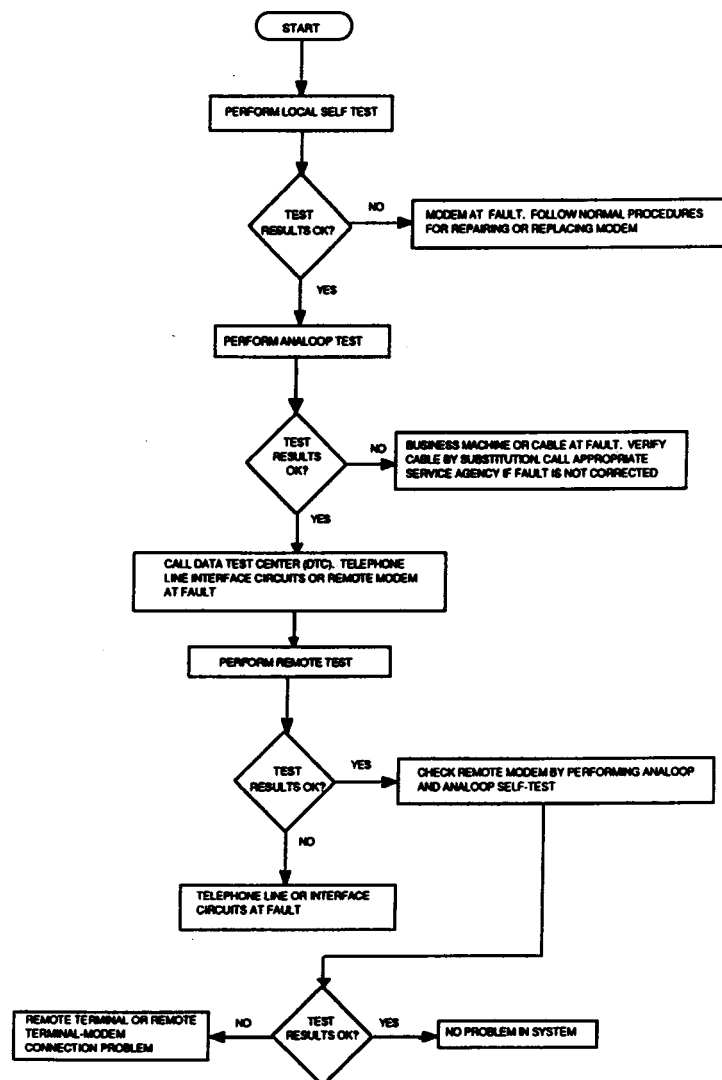 START
PERFORM LOCAL SELF TEST
TEST
RESULTS OK?
NO
MODEM AT FAULT. FOLLOW NORMAL PROCEDURES
FOR REPAIRING OR REPLACING MODEM
YES
PERFORM ANALOOP TEST
TEST
RESULTS
OK?
NO
BUSINESS MACHINE OR CABLE AT FAULT. VERIFY
CABLE BY SUBSTITUTION. CALL APPROPRIATE
SERVICE AGENCY IF FAULT IS NOT CORRECTED
YES
CALL DATA TEST CENTER (DTC). TELEPHONE
LINE INTERFACE CIRCUITS OR REMOTE MODEM
AT FAULT
PERFORM REMOTE TEST
TEST
RESULTS OK?
YES
CHECK REMOTE MODEM BY PERFORMING ANALOOP
AND ANALOOP SELF-TEST
NO
TELEPHONE LINE OR INTERFACE
CIRCUITS AT FAULT
REMOTE TERMINAL OR REMOTE
TERMINAL-MODEM
CONNECTION PROBLEM
NO
TEST
RESULTS OK?
YES
NO PROBLEM IN SYSTEM